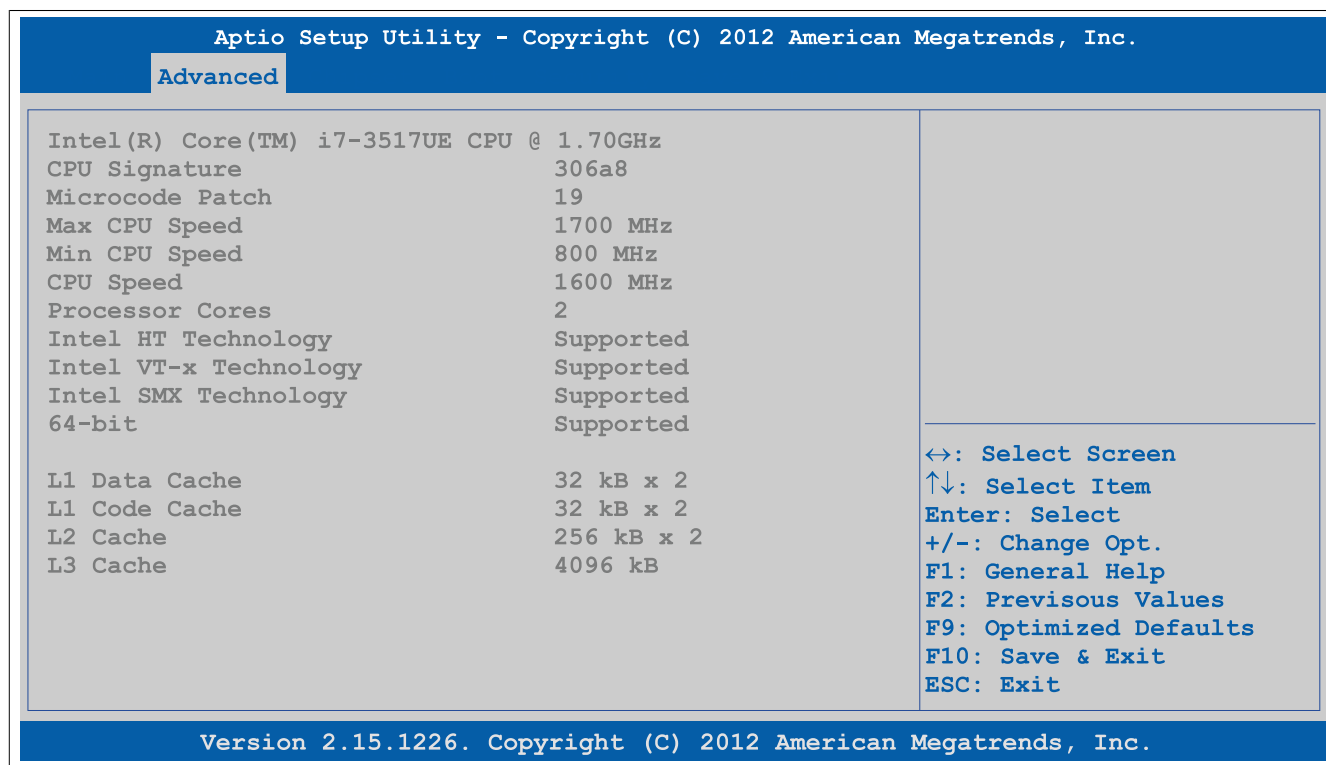 Aptio Setup Utility - Copyright (C) 2012 American Megatrends, Inc.
Advanced
Intel(R) Core(TM) i7-3517UE CPU @ 1.70GHz
CPU Signature 306a8
Microcode Patch 19
Max CPU Speed 1700 MHz
Min CPU Speed 800 MHz
CPU Speed 1600 MHz
Processor Cores 2
Intel HT Technology Supported
Intel VT-x Technology Supported
Intel SMX Technology Supported
64-bit Supported
L1 Data Cache 32 kB x 2
L1 Code Cache 32 kB x 2
L2 Cache 256 kB x 2
L3 Cache 4096 kB
↔: Select Screen
↑↓: Select Item
Enter: Select
+/-: Change Opt.
F1: General Help
F2: Previsous Values
F9: Optimized Defaults
F10: Save & Exit
ESC: Exit
Version 2.15.1226. Copyright (C) 2012 American Megatrends, Inc.